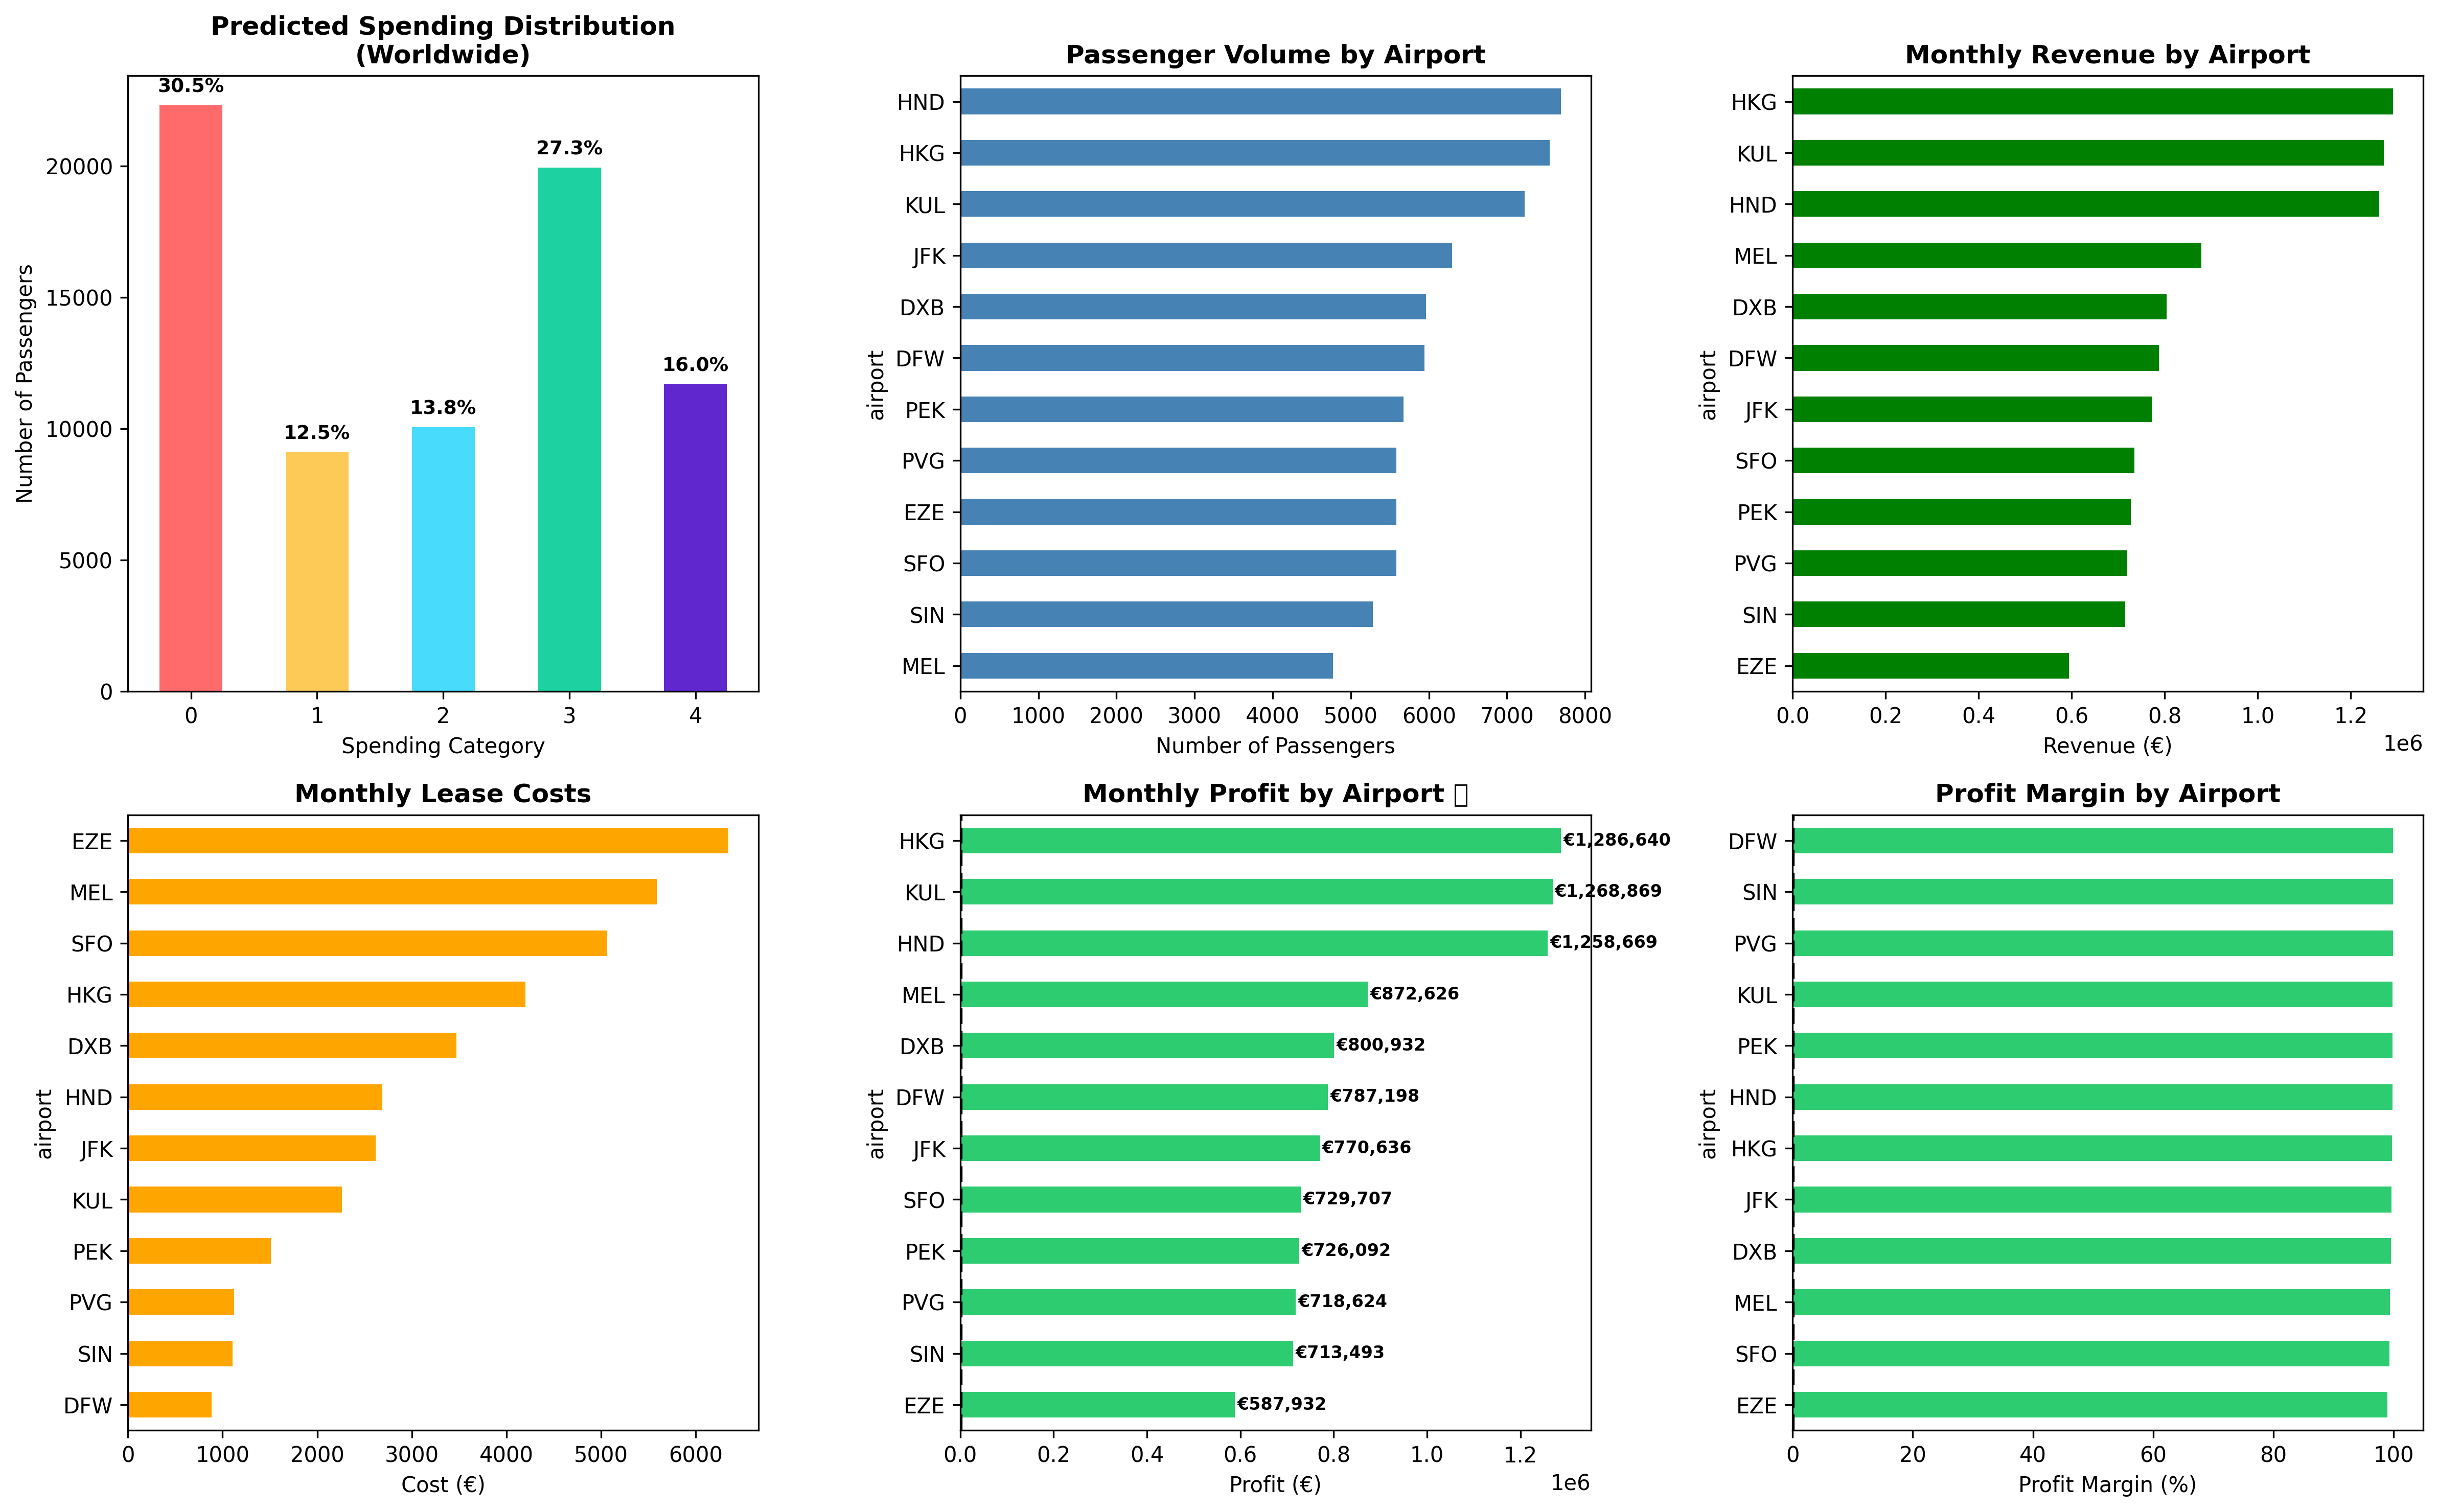 Predicted Spending Distribution
(Worldwide)
30.5%
12.5%
13.8%
27.3%
16.0%
Number of Passengers
20000
15000
10000
5000
0
0 1 2 3 4
Spending Category
Passenger Volume by Airport
airport
HND
HKG
KUL
JFK
DXB
DFW
PEK
PVG
EZE
SFO
SIN
MEL
0 1000 2000 3000 4000 5000 6000 7000 8000
Number of Passengers
Monthly Revenue by Airport
airport
HKG
KUL
HND
MEL
DXB
DFW
JFK
SFO
PEK
PVG
SIN
EZE
0.0 0.2 0.4 0.6 0.8 1.0 1.2
1e6
Revenue (€)
Monthly Lease Costs
airport
EZE
MEL
SFO
HKG
DXB
HND
JFK
KUL
PEK
PVG
SIN
DFW
0 1000 2000 3000 4000 5000 6000
Cost (€)
Monthly Profit by Airport
airport
HKG €1,286,640
KUL €1,268,869
HND €1,258,669
MEL €872,626
DXB €800,932
DFW €787,198
JFK €770,636
SFO €729,707
PEK €726,092
PVG €718,624
SIN €713,493
EZE €587,932
0.0 0.2 0.4 0.6 0.8 1.0 1.2
1e6
Profit (€)
Profit Margin by Airport
airport
DFW
SIN
PVG
KUL
PEK
HND
HKG
JFK
DXB
MEL
SFO
EZE
0 20 40 60 80 100
Profit Margin (%)